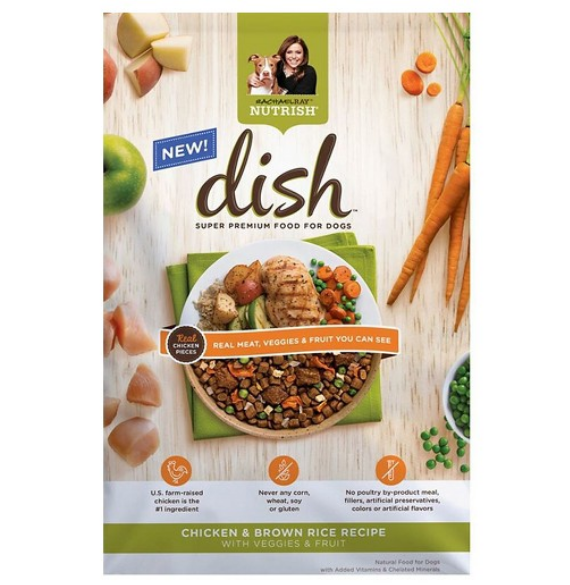 RACHAEL RAY™
NUTRISH™
NEW!
dish™
SUPER PREMIUM FOOD FOR DOGS
Real
CHICKEN
PIECES
REAL MEAT, VEGGIES & FRUIT YOU CAN SEE
U.S. farm-raised
chicken is the
#1 ingredient
Never any corn,
wheat, soy
or gluten
No poultry by-product meal,
fillers, artificial preservatives,
colors or artificial flavors
CHICKEN & BROWN RICE RECIPE
WITH VEGGIES & FRUIT
Natural Food for Dogs
with Added Vitamins & Chelated Minerals